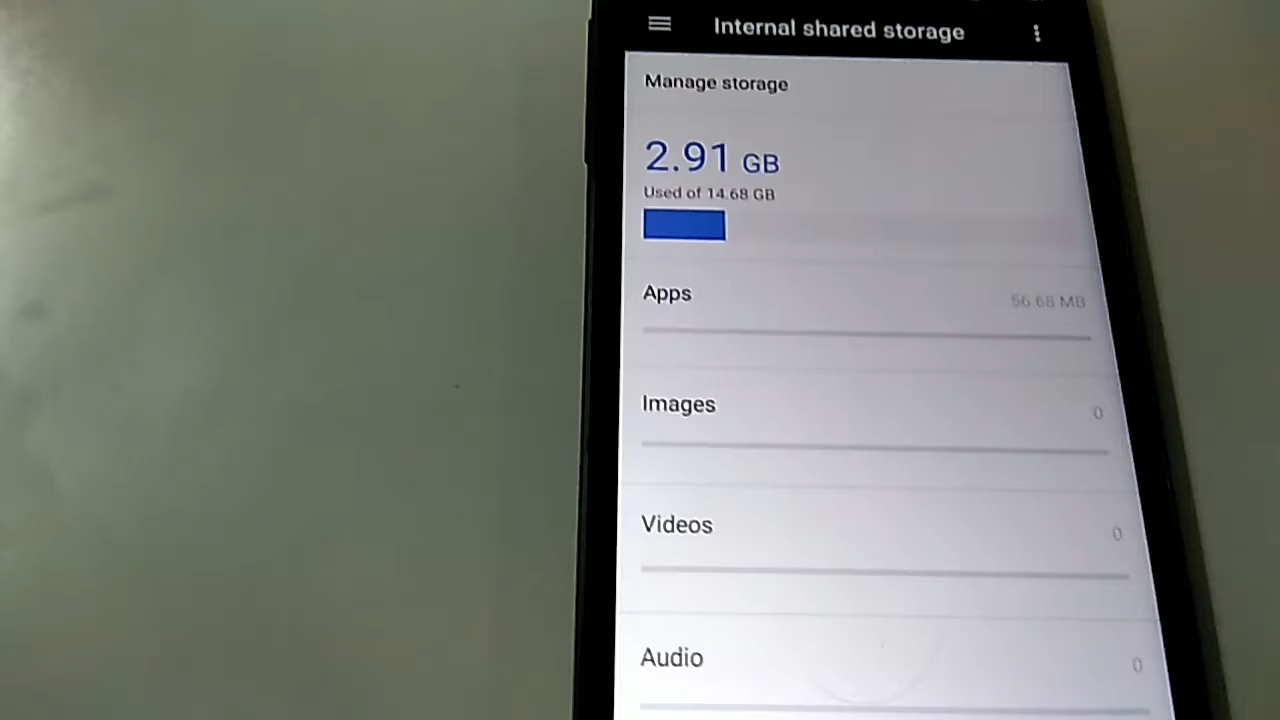 Internal shared storage
Manage storage
2.91 GB
Used of 14.68 GB
Apps 56.68 MB
Images 0
Videos 0
Audio 0